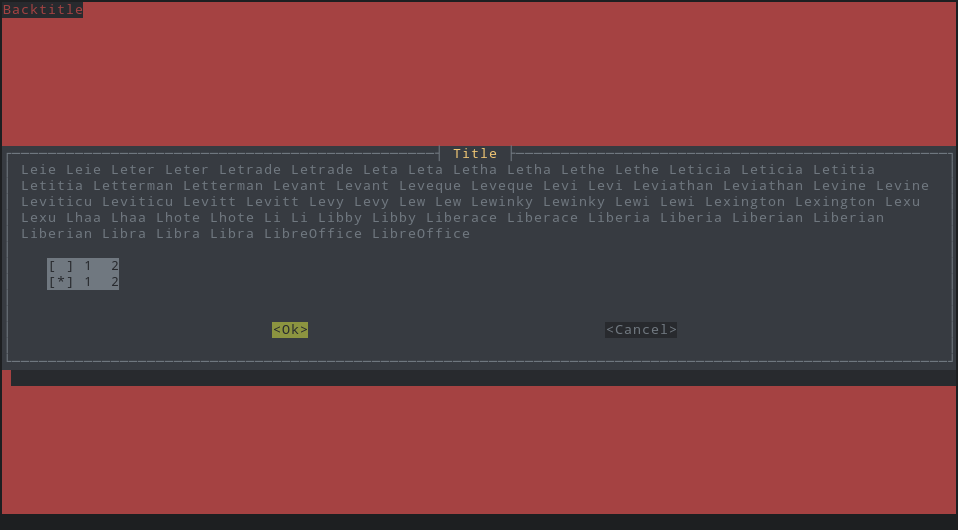 Backtitle
Title
Leie Leie Leter Leter Letrade Letrade Leta Leta Letha Letha Lethe Lethe Leticia Leticia Letitia
Letitia Letterman Letterman Levant Levant Leveque Leveque Levi Levi Leviathan Leviathan Levine Levine
Leviticu Leviticu Levitt Levitt Levy Levy Lew Lew Lewinky Lewinky Lewi Lewi Lexington Lexington Lexu
Lexu Lhaa Lhaa Lhote Lhote Li Li Libby Libby Liberace Liberace Liberia Liberia Liberian Liberian
Liberian Libra Libra Libra LibreOffice LibreOffice
[ ] 1  2
[*] 1  2
<Ok> <Cancel>